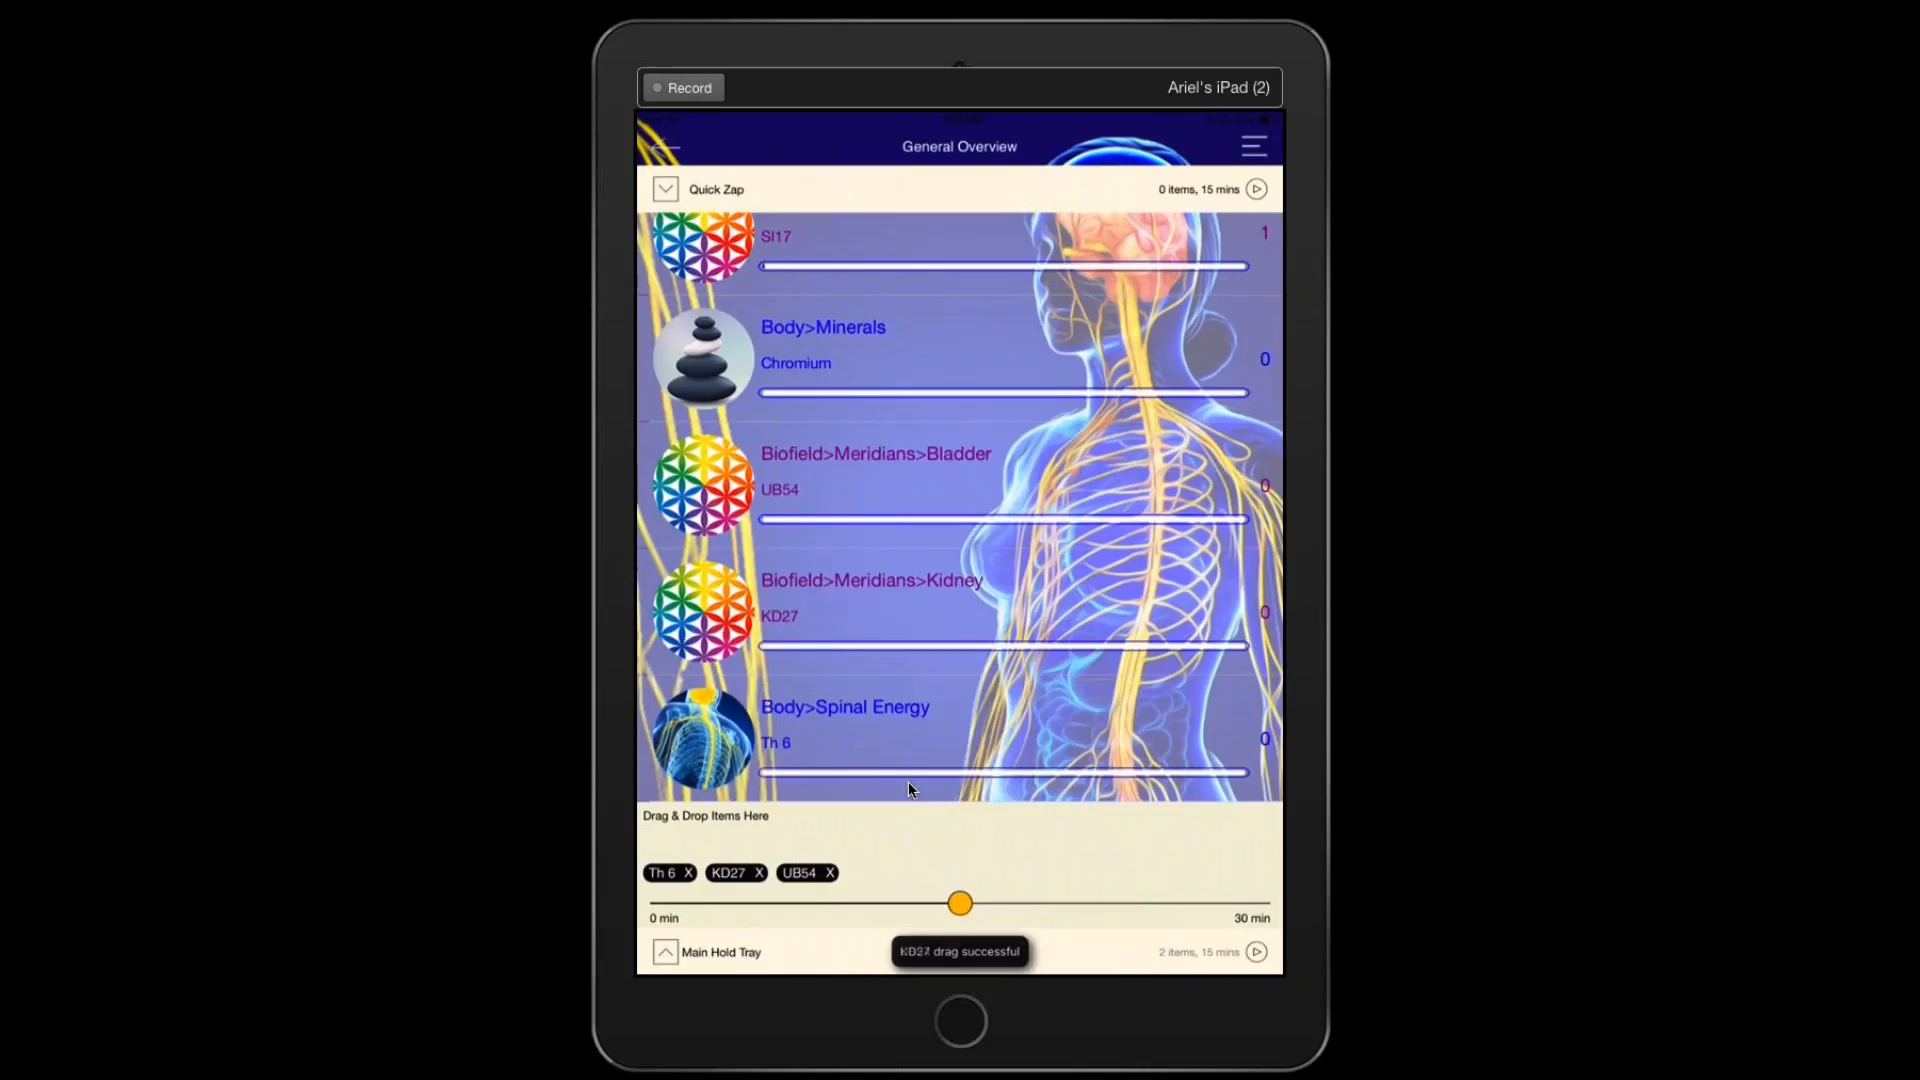 Record
Ariel's iPad (2)
General Overview
Quick Zap
0 items, 15 mins
SI17
1
Body>Minerals
Chromium
0
Biofield>Meridians>Bladder
UB54
0
Biofield>Meridians>Kidney
KD27
0
Body>Spinal Energy
Th 6
0
Drag & Drop Items Here
Th 6 X
KD27 X
UB54 X
0 min
30 min
Main Hold Tray
KD27 drag successful
2 items, 15 mins